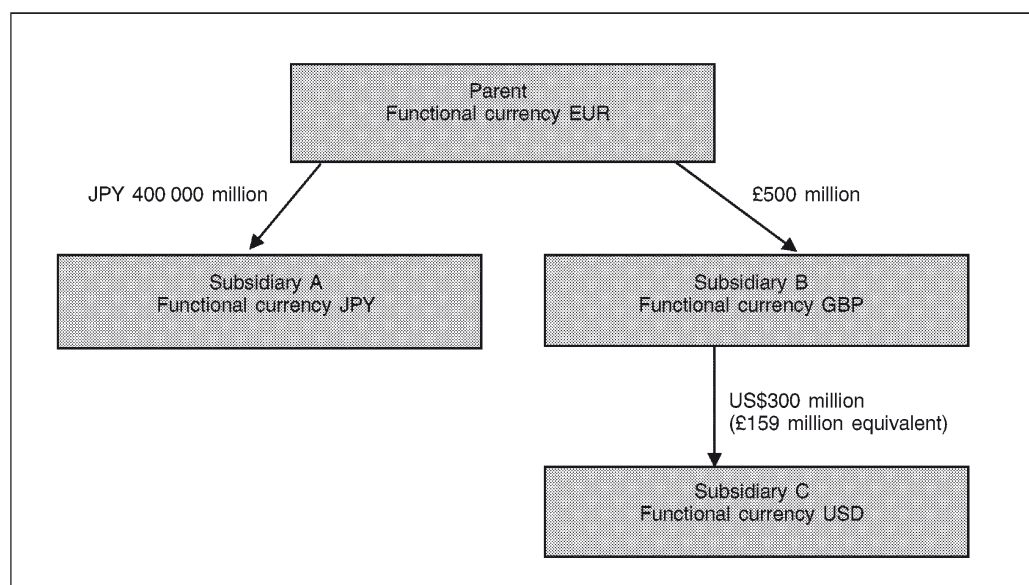 Parent
Functional currency EUR
JPY 400 000 million
£500 million
Subsidiary A
Functional currency JPY
Subsidiary B
Functional currency GBP
US$300 million
(£159 million equivalent)
Subsidiary C
Functional currency USD